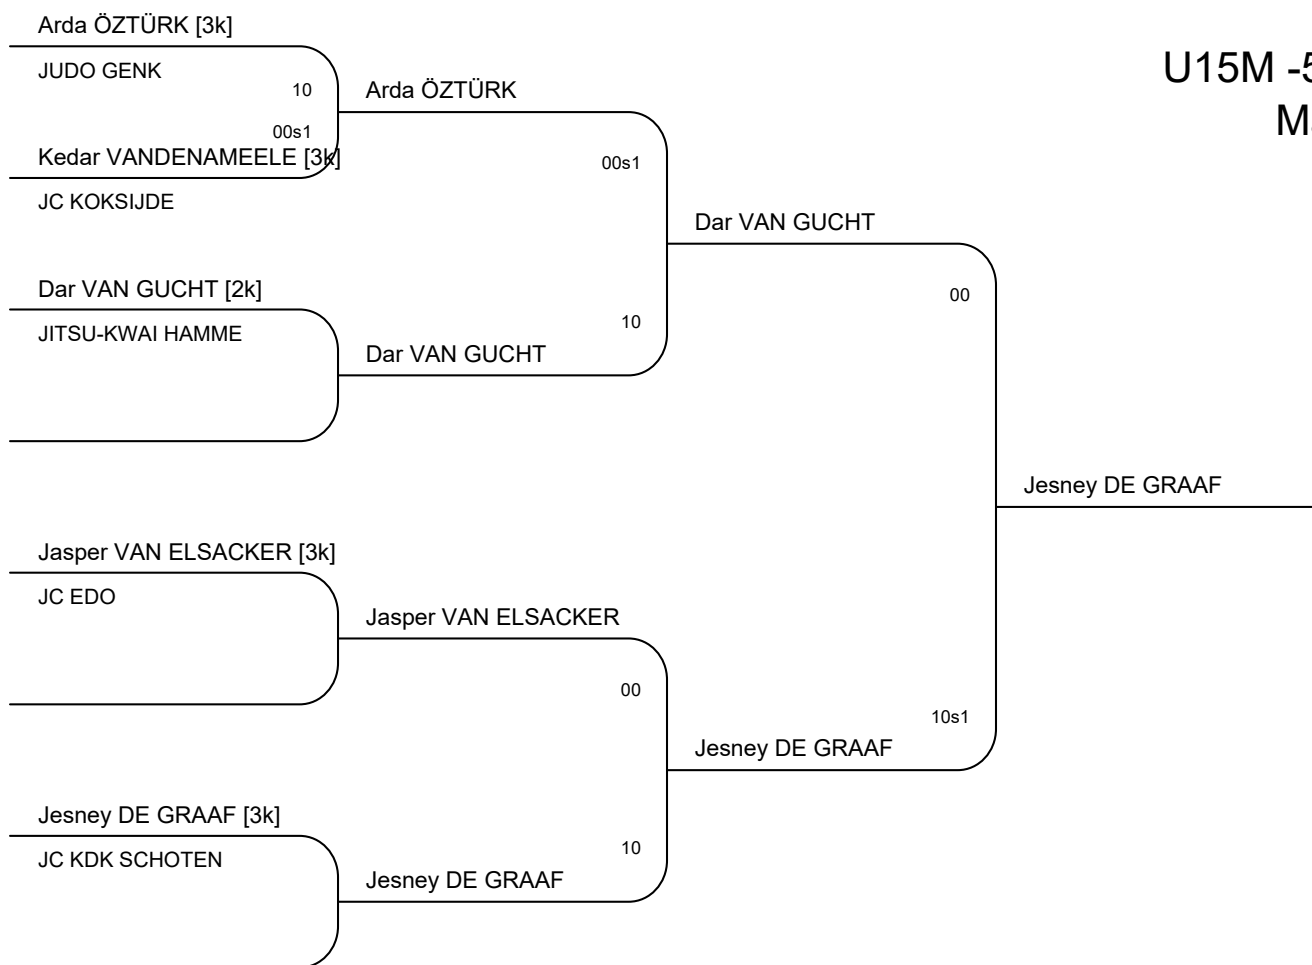 Arda ÖZTÜRK [3k]
JUDO GENK
10
00s1
Kedar VANDENAMEELE [3k]
JC KOKSIJDE
Dar VAN GUCHT [2k]
JITSU-KWAI HAMME
Jasper VAN ELSACKER [3k]
JC EDO
Jesney DE GRAAF [3k]
JC KDK SCHOTEN
Arda ÖZTÜRK
00s1
10
Dar VAN GUCHT
Jasper VAN ELSACKER
00
10
Jesney DE GRAAF
Dar VAN GUCHT
00
10s1
Jesney DE GRAAF
Jesney DE GRAAF
U15M